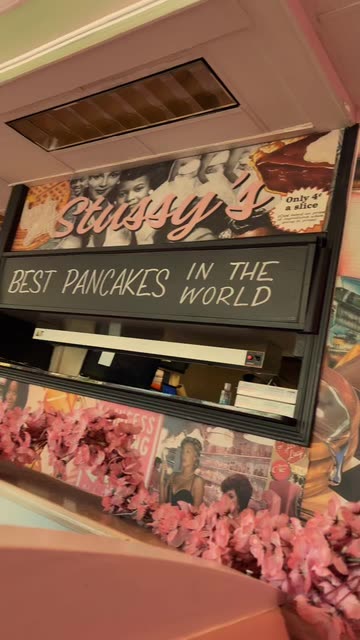 Stussy's
Only 4'
a slice
BEST PANCAKES IN THE
WORLD